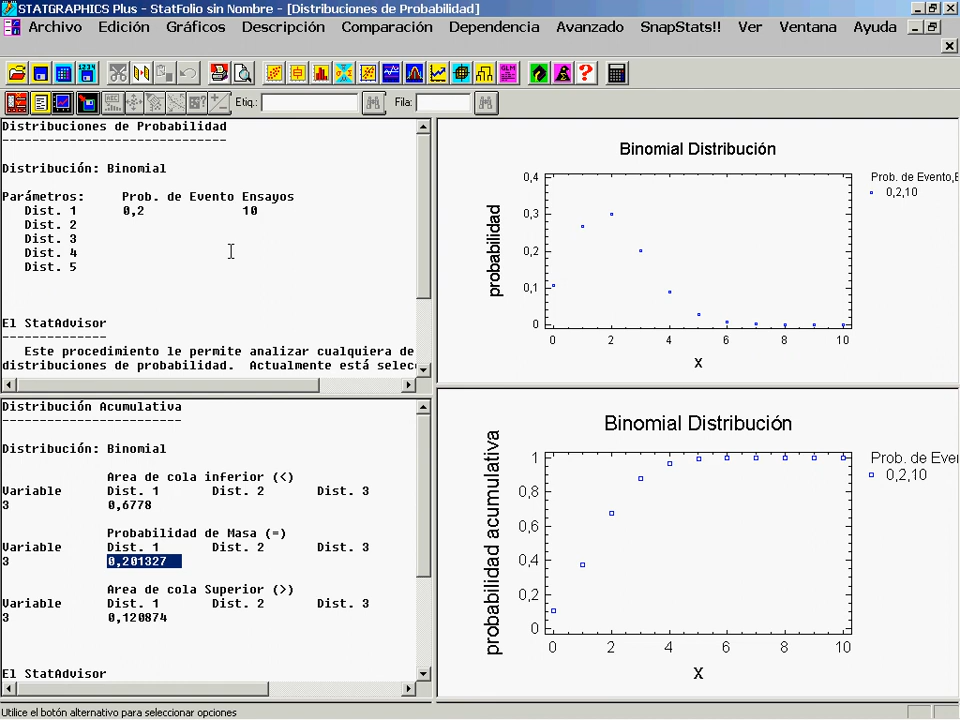 STATGRAPHICS Plus - StatFolio sin Nombre - [Distribuciones de Probabilidad]
Archivo Edición Gráficos Descripción Comparación Dependencia Avanzado SnapStats!! Ver Ventana Ayuda
Etiq.: Fila:
Distribuciones de Probabilidad
------------------------------
Distribución: Binomial
Parámetros: Prob. de Evento Ensayos
Dist. 1 0,2 10
Dist. 2
Dist. 3
Dist. 4
Dist. 5
El StatAdvisor
--------------
Este procedimiento le permite analizar cualquiera de
distribuciones de probabilidad. Actualmente está selec
Distribución Acumulativa
------------------------
Distribución: Binomial
Area de cola inferior (<)
Variable Dist. 1 Dist. 2 Dist. 3
3 0,6778
Probabilidad de Masa (=)
Variable Dist. 1 Dist. 2 Dist. 3
3 0,201327
Area de cola Superior (>)
Variable Dist. 1 Dist. 2 Dist. 3
3 0,120874
El StatAdvisor
Binomial Distribución
Prob. de Evento,E
0,2,10
probabilidad
0,4
0,3
0,2
0,1
0
0 2 4 6 8 10
X
Binomial Distribución
Prob. de Ever
0,2,10
probabilidad acumulativa
1
0,8
0,6
0,4
0,2
0
0 2 4 6 8 10
X
Utilice el botón alternativo para seleccionar opciones